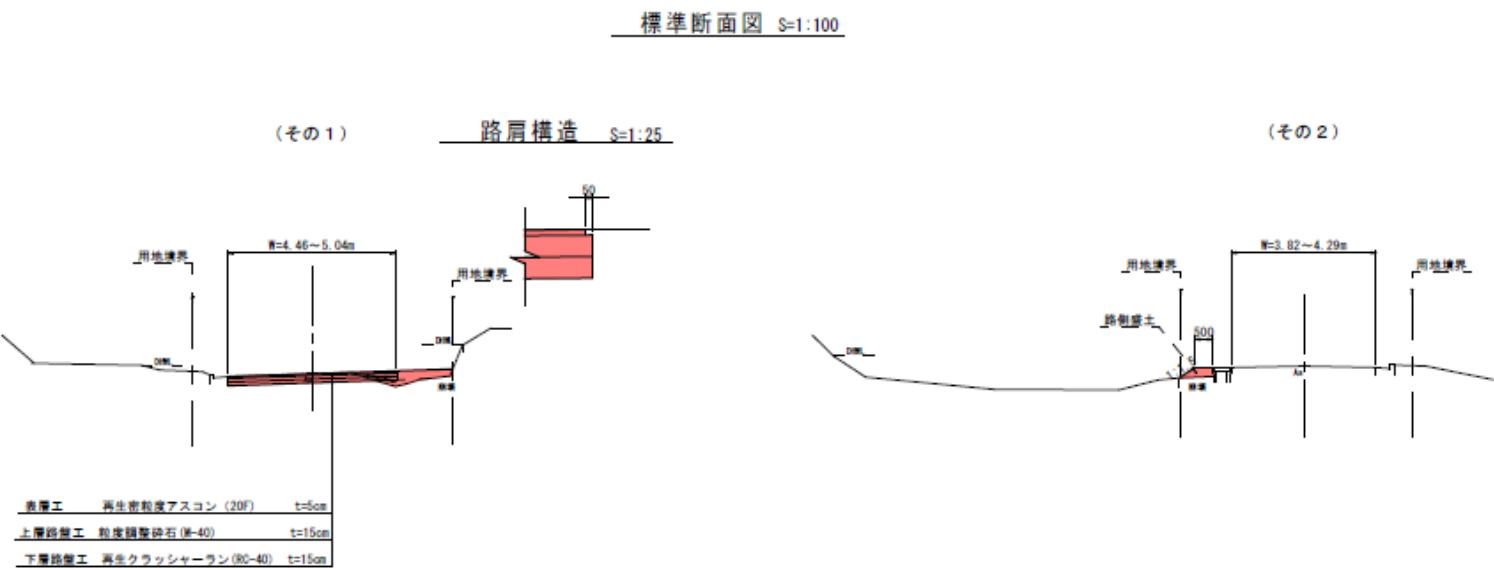 標準断面図 S=1:100
(その1)
路肩構造 S=1:25
(その2)
50
W=4.46～5.04m
用地境界
用地境界
W=3.82～4.29m
用地境界
用地境界
路側盛土
500
As
表層工 再生密粒度アスコン(20F) t=5cm
上層路盤工 粒度調整砕石(M-40) t=15cm
下層路盤工 再生クラッシャーラン(RC-40) t=15cm